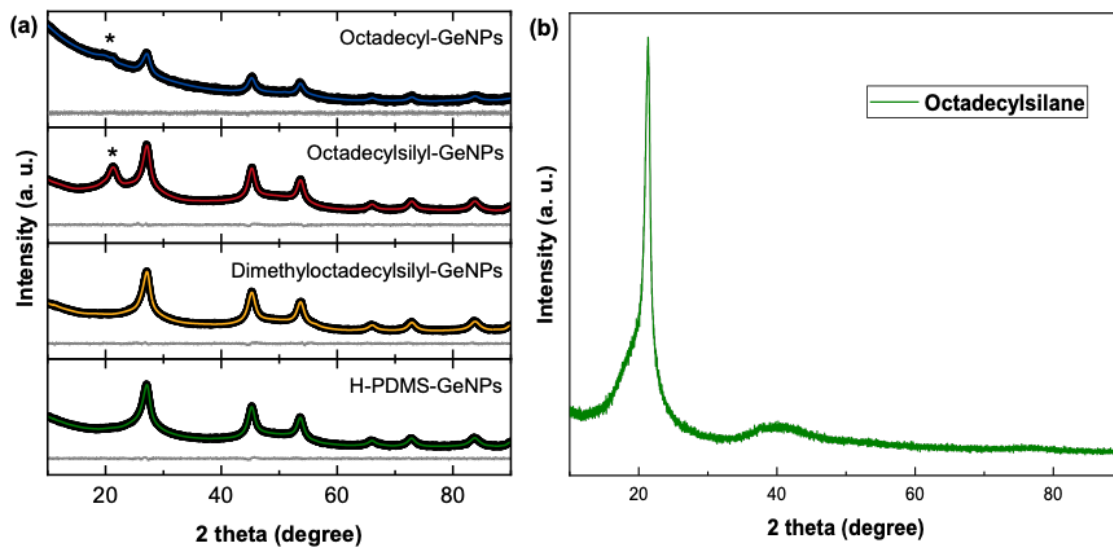 (a)
*
Octadecyl-GeNPs
*
Octadecylsilyl-GeNPs
Dimethyloctadecylsilyl-GeNPs
H-PDMS-GeNPs
Intensity (a. u.)
20 40 60 80
2 theta (degree)
(b)
Octadecylsilane
Intensity (a. u.)
20 40 60 80
2 theta (degree)